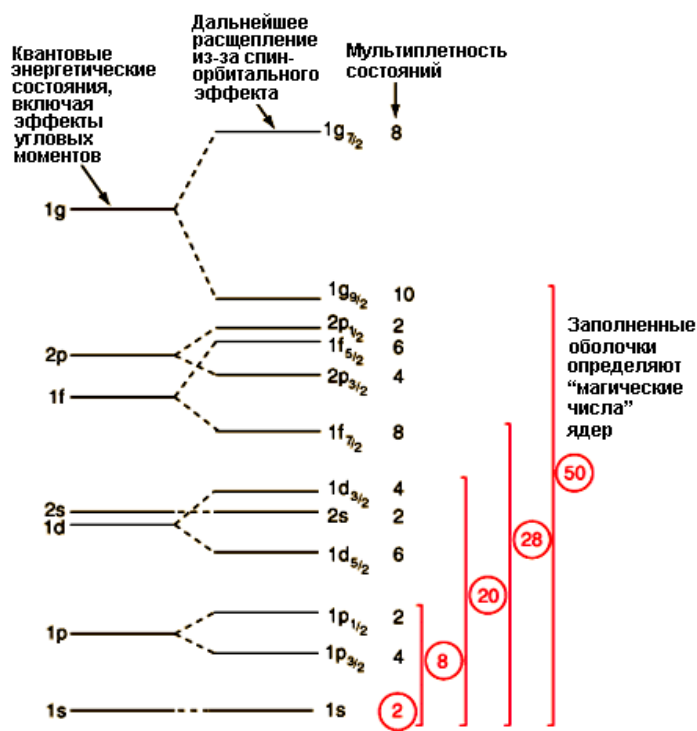 Квантовые
энергетические
состояния,
включая
эффекты
угловых
моментов
Дальнейшее
расщепление
из-за спин-
орбитального
эффекта
Мультиплетность
состояний
1g
1g7/2 8
1g9/2 10
2p
2p1/2 2
1f5/2 6
2p3/2 4
1f
1f7/2 8
2s
1d
1d3/2 4
2s 2
1d5/2 6
1p
1p1/2 2
1p3/2 4
1s
1s
2
8
20
28
50
Заполненные
оболочки
определяют
“магические
числа”
ядер